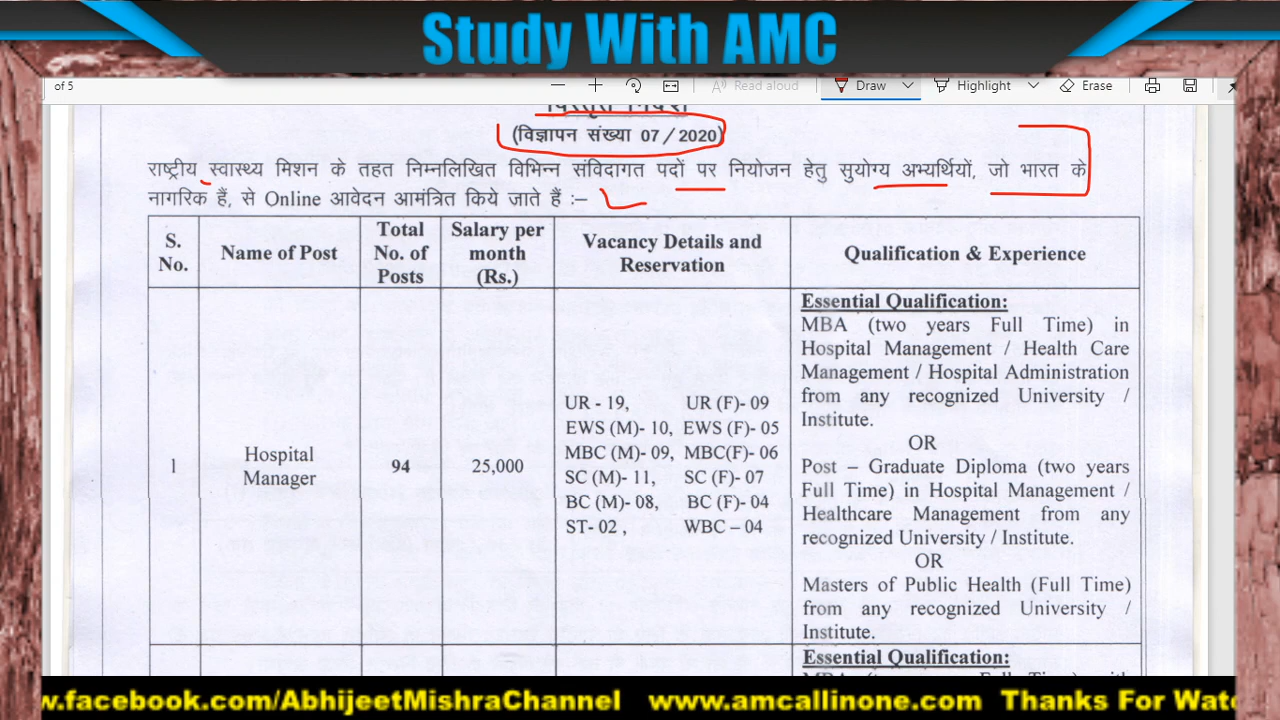 Study With AMC
of 5
Read aloud
Draw
Highlight
Erase
(विज्ञापन संख्या 07/2020)
राष्ट्रीय स्वास्थ्य मिशन के तहत निम्नलिखित विभिन्न संविदागत पदों पर नियोजन हेतु सुयोग्य अभ्यर्थियों, जो भारत के
नागरिक हैं, से Online आवेदन आमंत्रित किये जाते हैं :–
S. No.
Name of Post
Total No. of Posts
Salary per month (Rs.)
Vacancy Details and Reservation
Qualification & Experience
1
Hospital Manager
94
25,000
UR - 19, UR (F)- 09
EWS (M)- 10, EWS (F)- 05
MBC (M)- 09, MBC(F)- 06
SC (M)- 11, SC (F)- 07
BC (M)- 08, BC (F)- 04
ST- 02 , WBC – 04
Essential Qualification:
MBA (two years Full Time) in
Hospital Management / Health Care
Management / Hospital Administration
from any recognized University /
Institute.
OR
Post – Graduate Diploma (two years
Full Time) in Hospital Management /
Healthcare Management from any
recognized University / Institute.
OR
Masters of Public Health (Full Time)
from any recognized University /
Institute.
Essential Qualification:
w.facebook.com/AbhijeetMishraChannel www.amcallinone.com Thanks For Wat